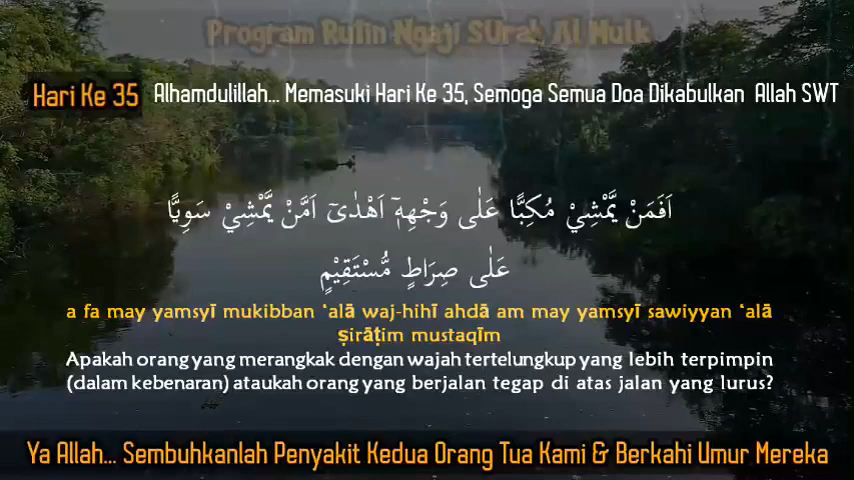 Program Rutin Ngaji SUrah Al Mulk
Hari Ke 35
Alhamdulillah... Memasuki Hari Ke 35, Semoga Semua Doa Dikabulkan Allah SWT
اَفَمَنْ يَّمْشِيْ مُكِبًّا عَلٰى وَجْهِهٖٓ اَهْدٰىٓ اَمَّنْ يَّمْشِيْ سَوِيًّا
عَلٰى صِرَاطٍ مُّسْتَقِيْمٍ
a fa may yamsyī mukibban ‘alā waj-hihī ahdā am may yamsyī sawiyyan ‘alā
ṣirāṭim mustaqīm
Apakah orang yang merangkak dengan wajah tertelungkup yang lebih terpimpin
(dalam kebenaran) ataukah orang yang berjalan tegap di atas jalan yang lurus?
Ya Allah... Sembuhkanlah Penyakit Kedua Orang Tua Kami & Berkahi Umur Mereka